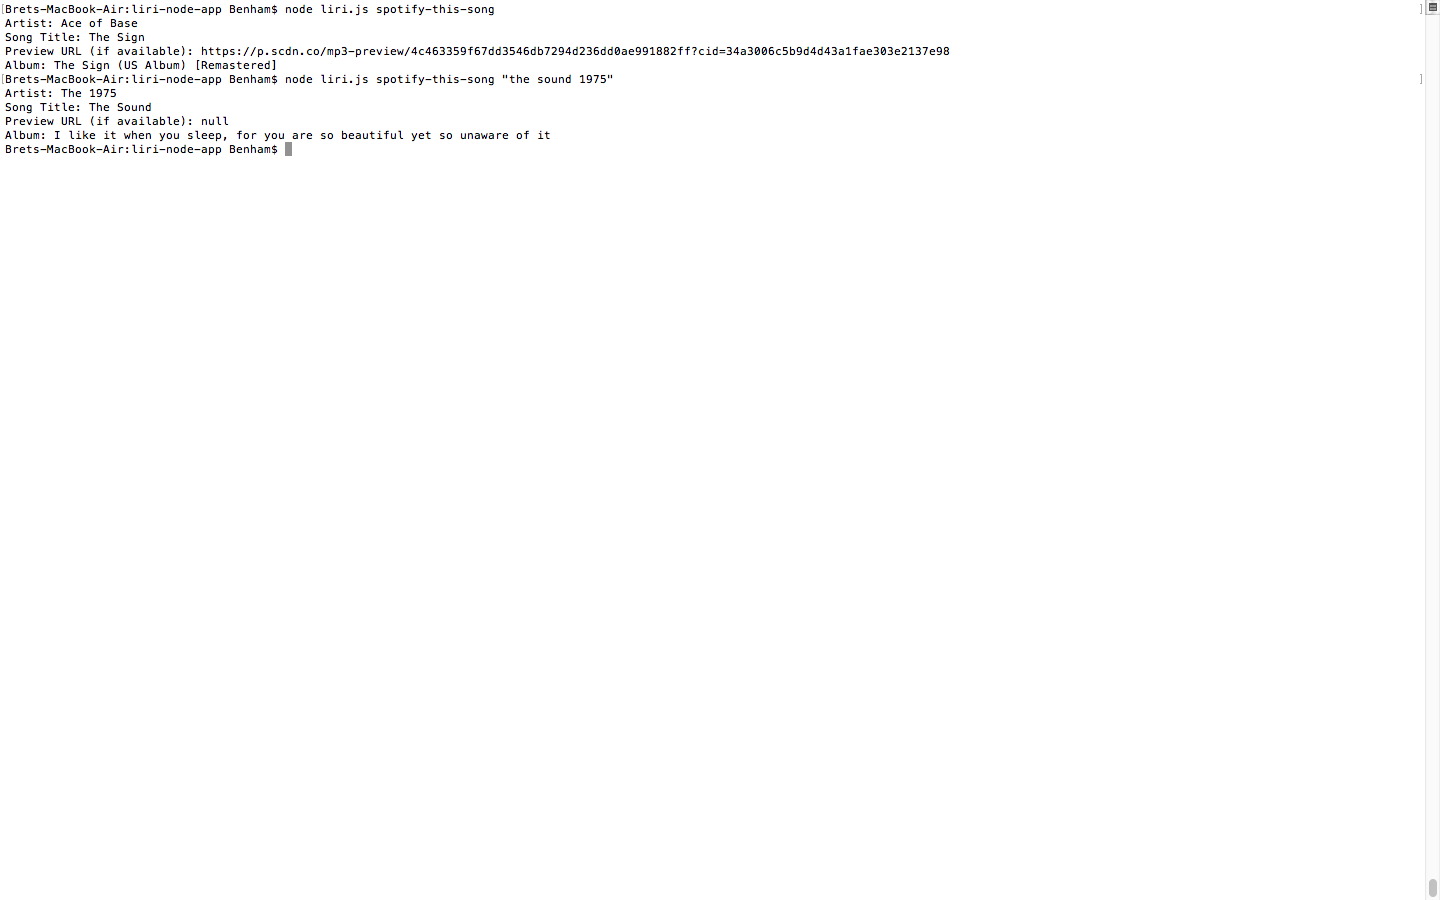 [Brets-MacBook-Air:liri-node-app Benham$ node liri.js spotify-this-song ]
Artist: Ace of Base
Song Title: The Sign
Preview URL (if available): https://p.scdn.co/mp3-preview/4c463359f67dd3546db7294d236dd0ae991882ff?cid=34a3006c5b9d4d43a1fae303e2137e98
Album: The Sign (US Album) [Remastered]
[Brets-MacBook-Air:liri-node-app Benham$ node liri.js spotify-this-song "the sound 1975" ]
Artist: The 1975
Song Title: The Sound
Preview URL (if available): null
Album: I like it when you sleep, for you are so beautiful yet so unaware of it
Brets-MacBook-Air:liri-node-app Benham$